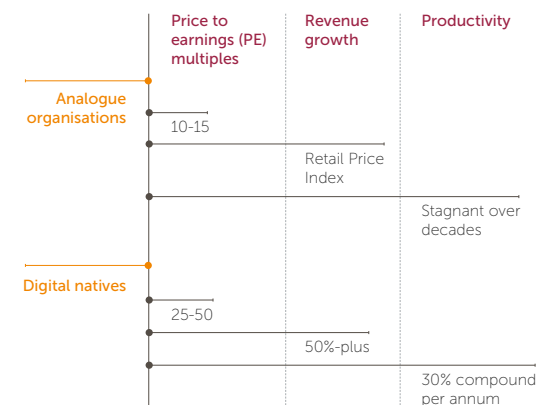 Price to
earnings (PE)
multiples
Revenue
growth
Productivity
Analogue
organisations
10-15
Retail Price
Index
Stagnant over
decades
Digital natives
25-50
50%-plus
30% compound
per annum